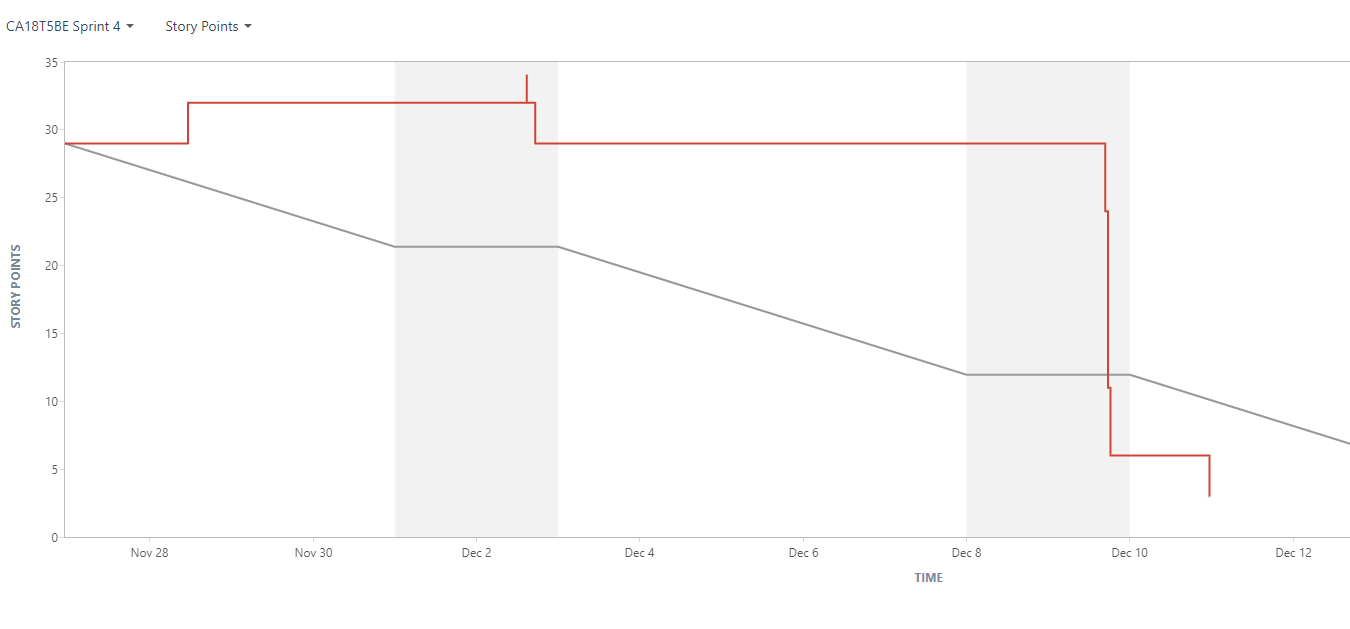 CA18T5BE Sprint 4 Story Points
35
30
25
20
15
10
5
0
STORY POINTS
Nov 28 Nov 30 Dec 2 Dec 4 Dec 6 Dec 8 Dec 10 Dec 12
TIME